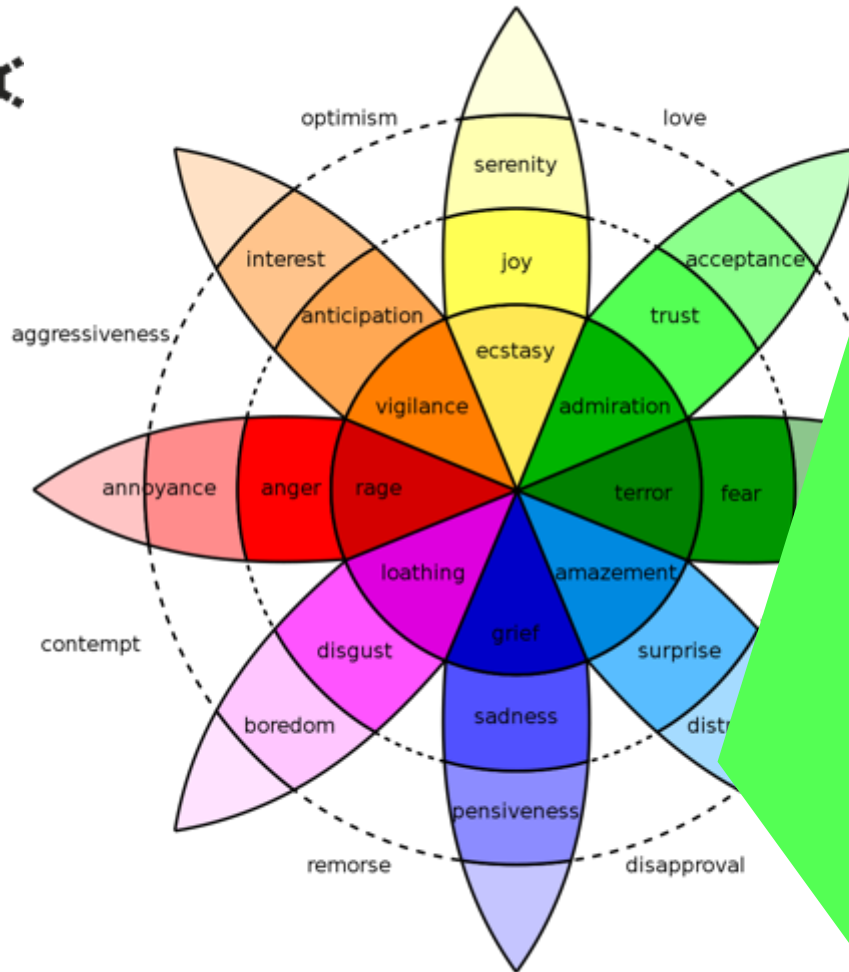 optimism
love
serenity
interest
joy
acceptance
anticipation
trust
aggressiveness
ecstasy
vigilance
admiration
annoyance
anger
rage
terror
fear
loathing
amazement
grief
contempt
disgust
surprise
sadness
boredom
pensiveness
remorse
disapproval